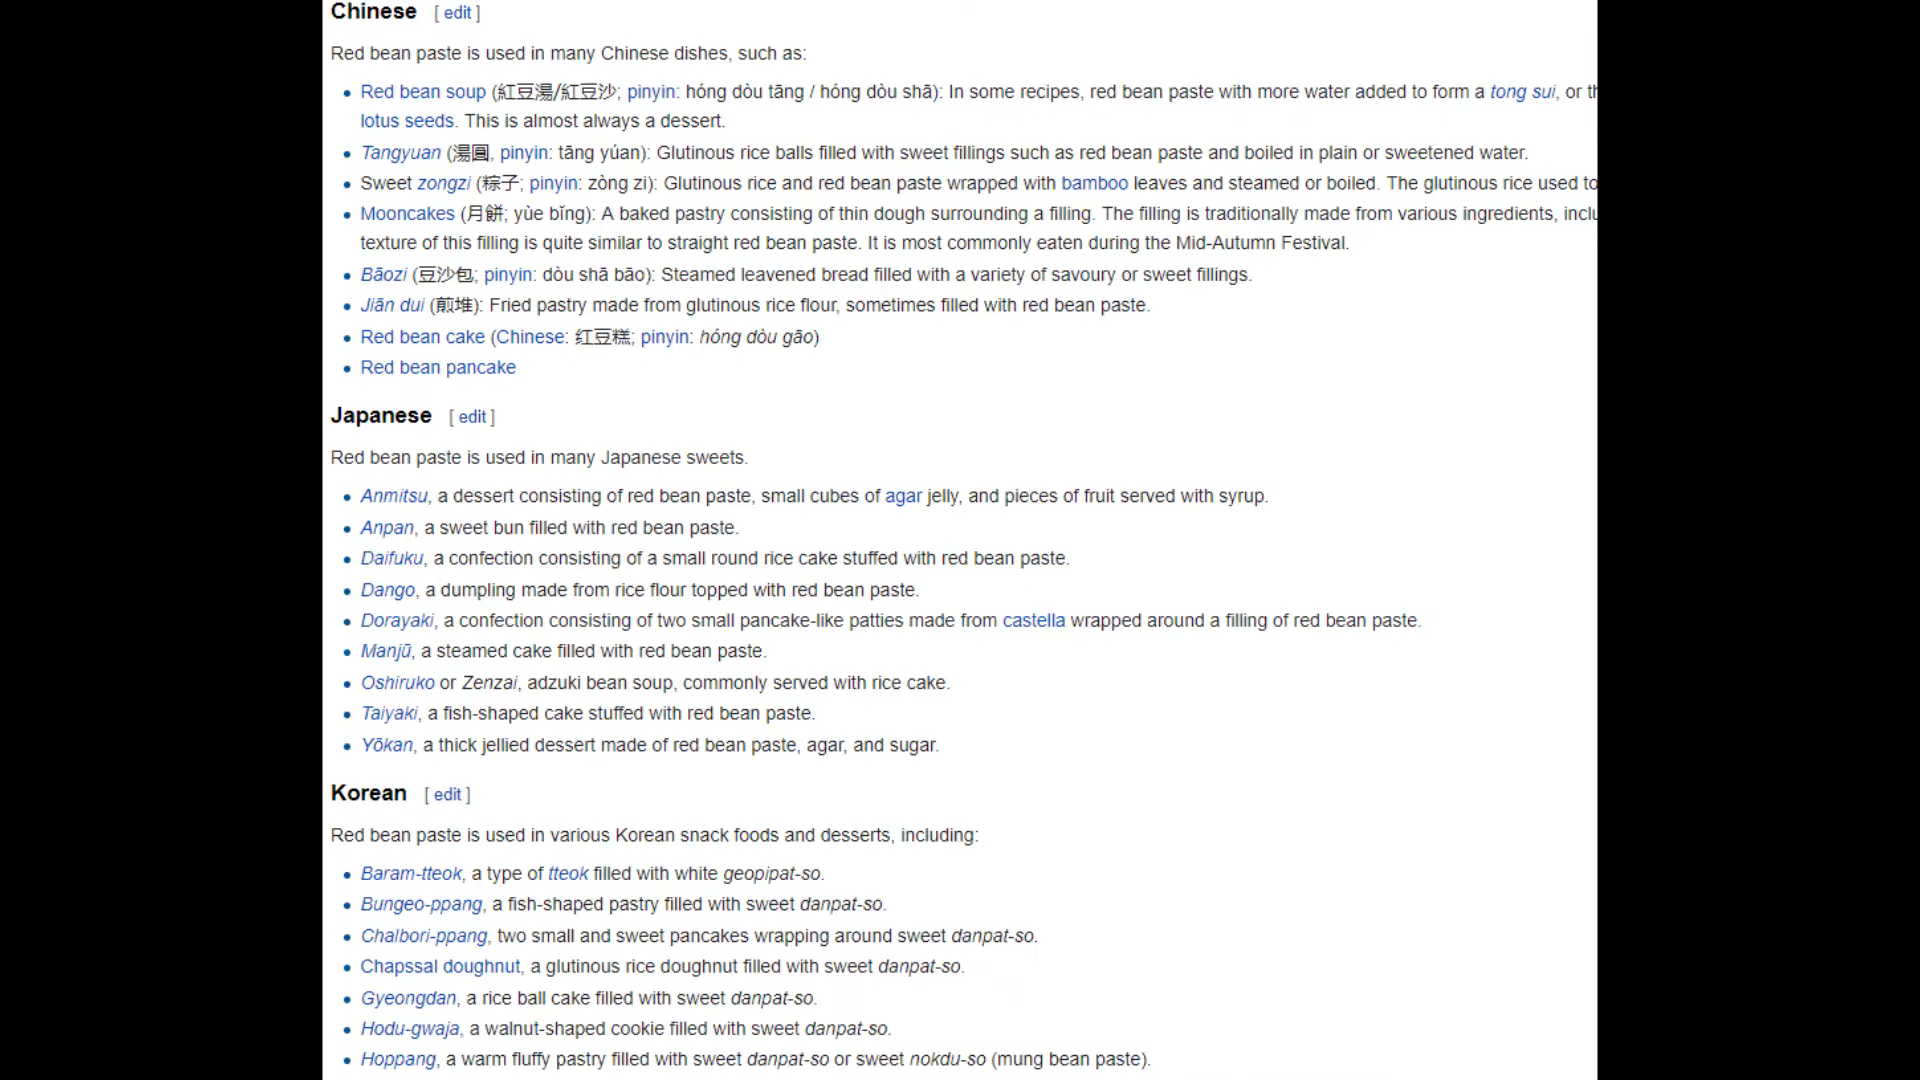 Chinese [ edit ]
Red bean paste is used in many Chinese dishes, such as:
• Red bean soup (紅豆湯/紅豆沙; pinyin: hóng dòu tāng / hóng dòu shā): In some recipes, red bean paste with more water added to form a tong sui, or
lotus seeds. This is almost always a dessert.
• Tangyuan (湯圓, pinyin: tāng yúan): Glutinous rice balls filled with sweet fillings such as red bean paste and boiled in plain or sweetened water.
• Sweet zongzi (粽子; pinyin: zòng zi): Glutinous rice and red bean paste wrapped with bamboo leaves and steamed or boiled. The glutinous rice used to
• Mooncakes (月餅; yùe bǐng): A baked pastry consisting of thin dough surrounding a filling. The filling is traditionally made from various ingredients,
texture of this filling is quite similar to straight red bean paste. It is most commonly eaten during the Mid-Autumn Festival.
• Bāozi (豆沙包; pinyin: dòu shā bāo): Steamed leavened bread filled with a variety of savoury or sweet fillings.
• Jiān dui (煎堆): Fried pastry made from glutinous rice flour, sometimes filled with red bean paste.
• Red bean cake (Chinese: 红豆糕; pinyin: hóng dòu gāo)
• Red bean pancake
Japanese [ edit ]
Red bean paste is used in many Japanese sweets.
• Anmitsu, a dessert consisting of red bean paste, small cubes of agar jelly, and pieces of fruit served with syrup.
• Anpan, a sweet bun filled with red bean paste.
• Daifuku, a confection consisting of a small round rice cake stuffed with red bean paste.
• Dango, a dumpling made from rice flour topped with red bean paste.
• Dorayaki, a confection consisting of two small pancake-like patties made from castella wrapped around a filling of red bean paste.
• Manjū, a steamed cake filled with red bean paste.
• Oshiruko or Zenzai, adzuki bean soup, commonly served with rice cake.
• Taiyaki, a fish-shaped cake stuffed with red bean paste.
• Yōkan, a thick jellied dessert made of red bean paste, agar, and sugar.
Korean [ edit ]
Red bean paste is used in various Korean snack foods and desserts, including:
• Baram-tteok, a type of tteok filled with white geopipat-so.
• Bungeo-ppang, a fish-shaped pastry filled with sweet danpat-so.
• Chalbori-ppang, two small and sweet pancakes wrapping around sweet danpat-so.
• Chapssal doughnut, a glutinous rice doughnut filled with sweet danpat-so.
• Gyeongdan, a rice ball cake filled with sweet danpat-so.
• Hodu-gwaja, a walnut-shaped cookie filled with sweet danpat-so.
• Hoppang, a warm fluffy pastry filled with sweet danpat-so or sweet nokdu-so (mung bean paste).